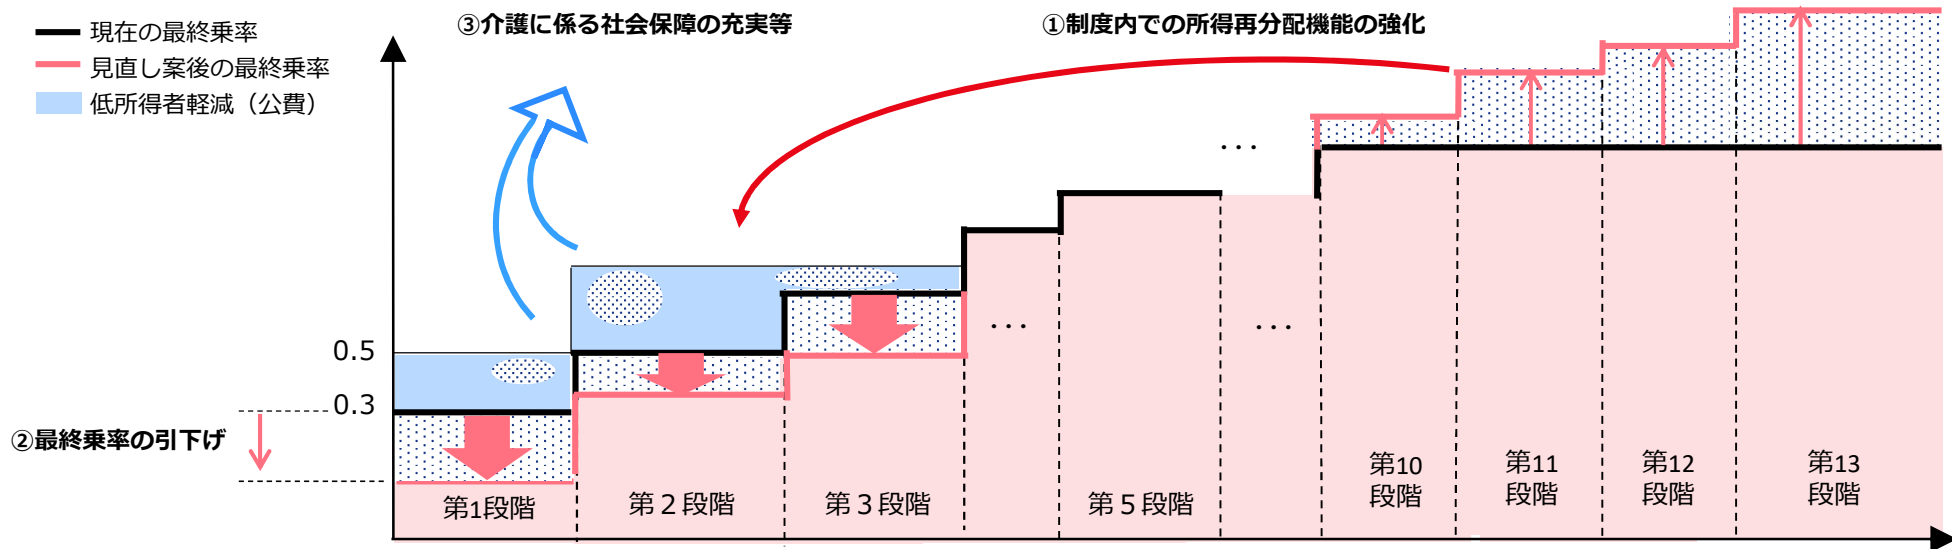 ③介護に係る社会保障の充実等
①制度内での所得再分配機能の強化
現在の最終乗率
見直し案後の最終乗率
低所得者軽減（公費）
…
…
…
0.5
0.3
②最終乗率の引下げ
第1段階
第２段階
第３段階
第５段階
第10
段階
第11
段階
第12
段階
第13
段階